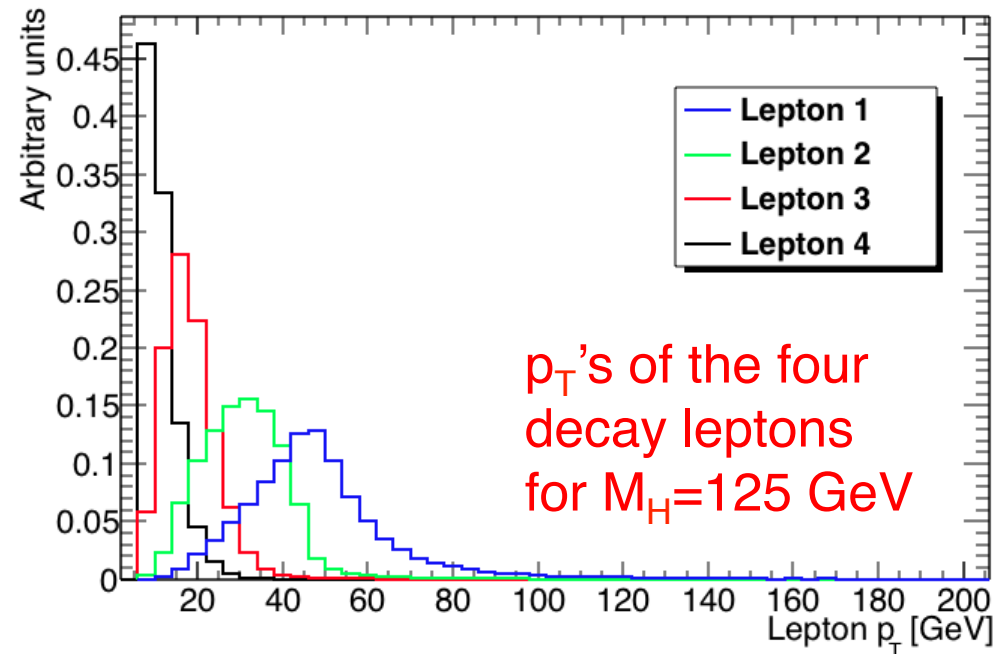 Arbitrary units
0.45
0.4
0.35
0.3
0.25
0.2
0.15
0.1
0.05
0
Lepton 1
Lepton 2
Lepton 3
Lepton 4
pT's of the four
decay leptons
for MH=125 GeV
20 40 60 80 100 120 140 160 180 200
Lepton pT [GeV]